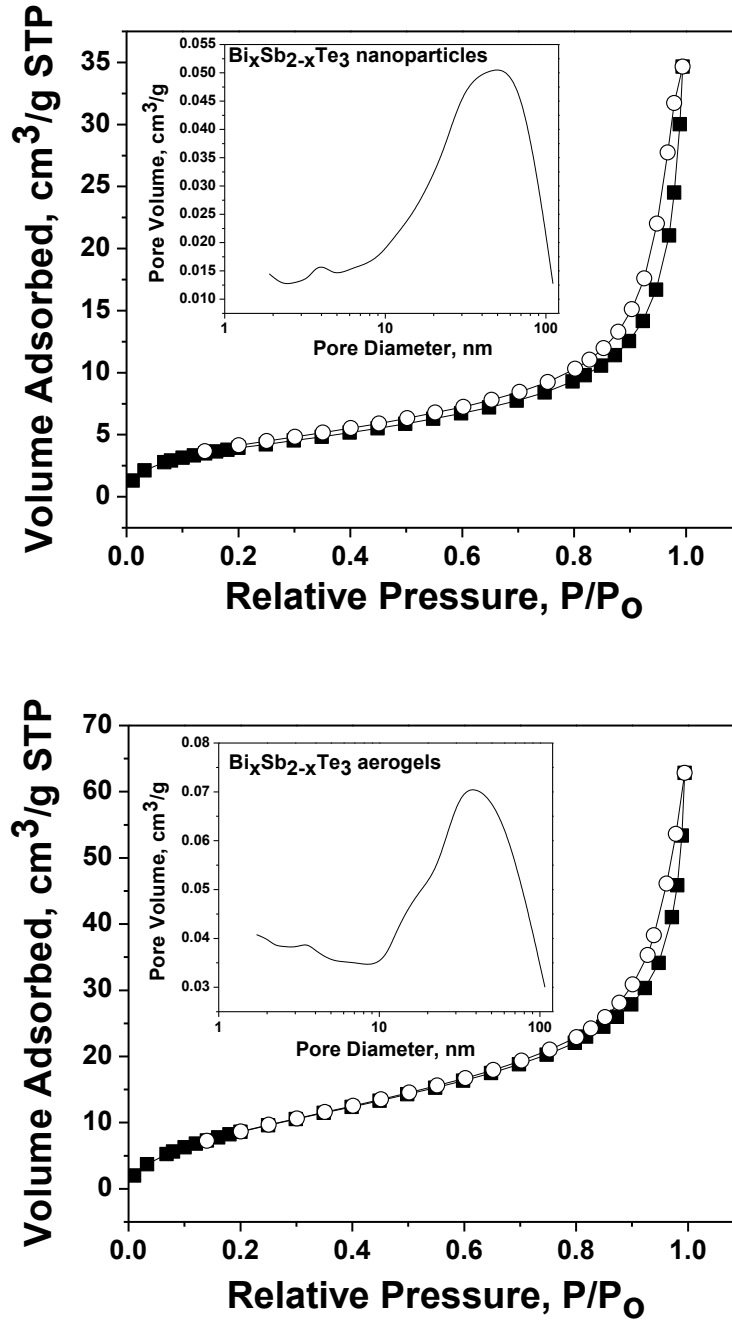 Volume Adsorbed, cm³/g STP
35
30
25
20
15
10
5
0
0.0 0.2 0.4 0.6 0.8 1.0
Relative Pressure, P/Pₒ
BiₓSb₂₋ₓTe₃ nanoparticles
Pore Volume, cm³/g
0.055
0.050
0.045
0.040
0.035
0.030
0.025
0.020
0.015
0.010
1 10 100
Pore Diameter, nm
Volume Adsorbed, cm³/g STP
70
60
50
40
30
20
10
0
0.0 0.2 0.4 0.6 0.8 1.0
Relative Pressure, P/Pₒ
BiₓSb₂₋ₓTe₃ aerogels
Pore Volume, cm³/g
0.08
0.07
0.06
0.05
0.04
0.03
1 10 100
Pore Diameter, nm